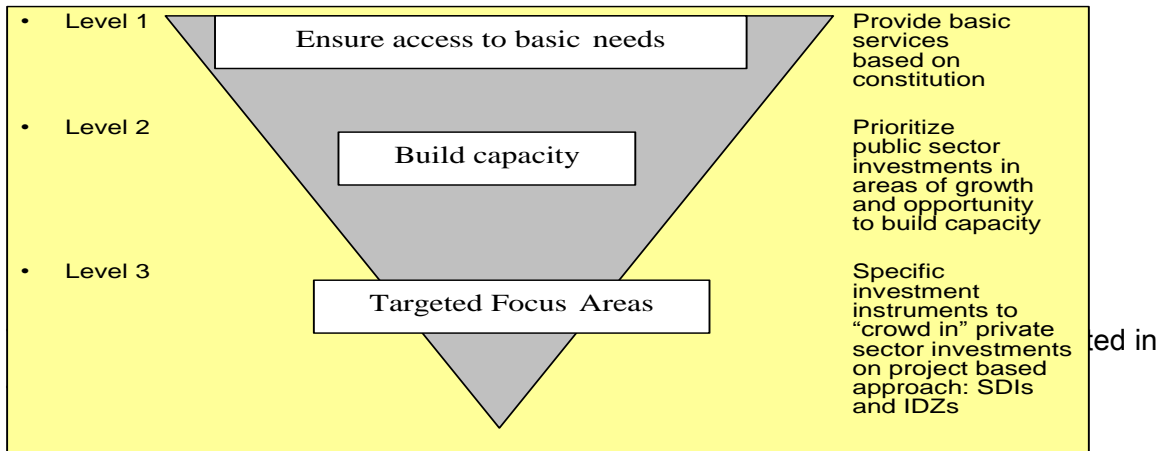 • Level 1
Ensure access to basic needs
Provide basic
services
based on
constitution
• Level 2
Build capacity
Prioritize
public sector
investments in
areas of growth
and opportunity
to build capacity
• Level 3
Targeted Focus Areas
Specific
investment
instruments to
“crowd in” private
sector investments
on project based
approach: SDIs
and IDZs
in